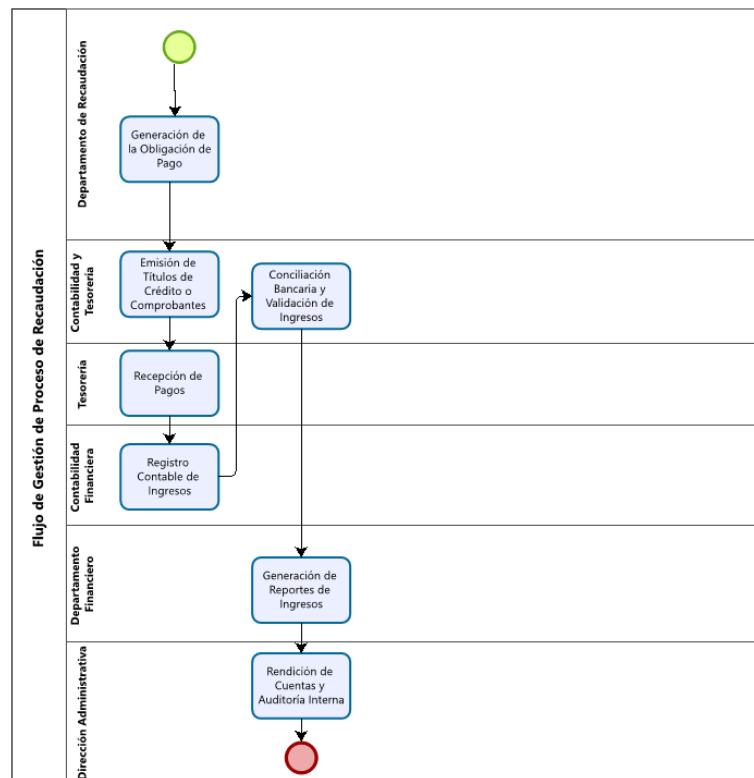 Flujo de Gestión de Proceso de Recaudación
Departamento de Recaudación
Generación de
la Obligación de
Pago
Contabilidad y
Tesorería
Emisión de
Títulos de
Crédito o
Comprobantes
Conciliación
Bancaria y
Validación de
Ingresos
Tesorería
Recepción de
Pagos
Contabilidad
Financiera
Registro
Contable de
Ingresos
Departamento
Financiero
Generación de
Reportes de
Ingresos
Dirección Administrativa
Rendición de
Cuentas y
Auditoría Interna